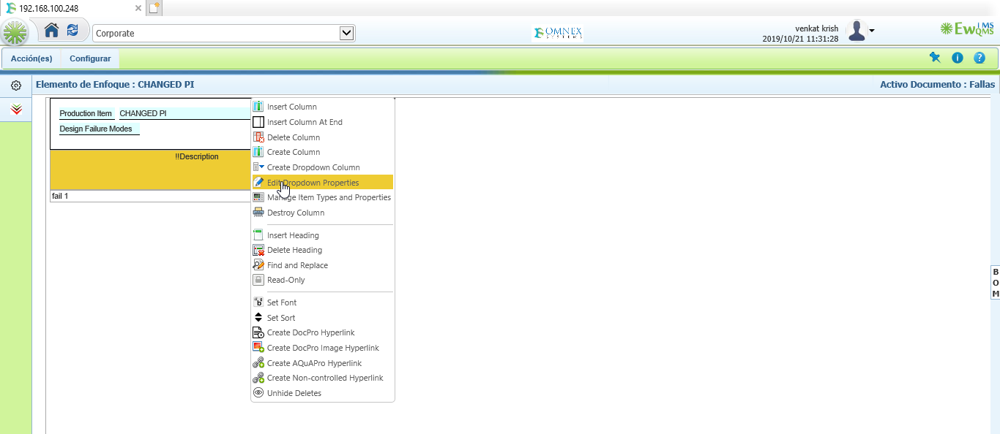 192.168.100.248
Corporate
OMNEX
SYSTEMS
venkat krish
2019/10/21 11:31:28
EwQMS
IMS
Acción(es) Configurar
Elemento de Enfoque : CHANGED PI
Activo Documento : Fallas
Production Item CHANGED PI
Design Failure Modes
!!Description
fail 1
Insert Column
Insert Column At End
Delete Column
Create Column
Create Dropdown Column
Edit Dropdown Properties
Manage Item Types and Properties
Destroy Column
Insert Heading
Delete Heading
Find and Replace
Read-Only
Set Font
Set Sort
Create DocPro Hyperlink
Create DocPro Image Hyperlink
Create AQuAPro Hyperlink
Create Non-controlled Hyperlink
Unhide Deletes
B
O
M